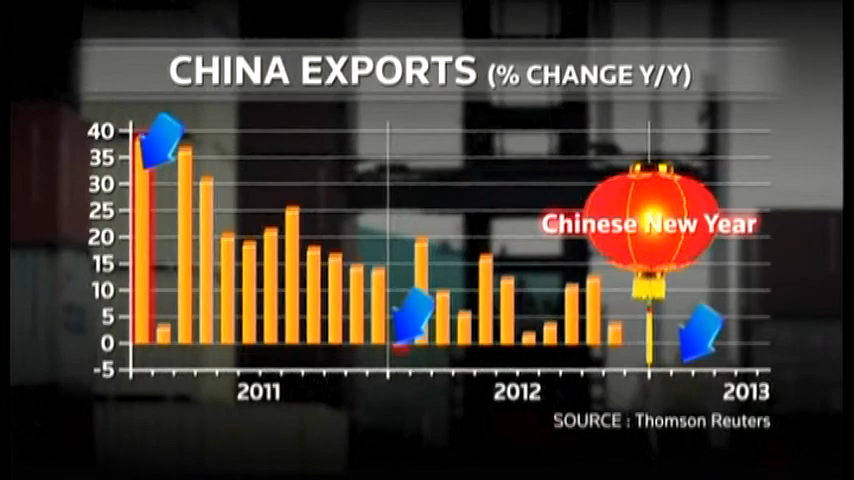 CHINA EXPORTS (% CHANGE Y/Y)
40
35
30
25
20
15
10
5
0
-5
Chinese New Year
2011 2012 2013
SOURCE : Thomson Reuters